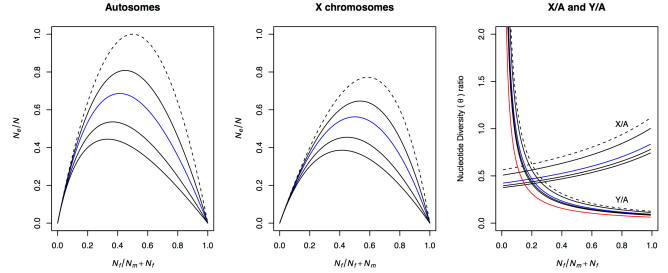 Autosomes
X chromosomes
X/A and Y/A
Ne/N
0.0 0.2 0.4 0.6 0.8 1.0
0.0 0.2 0.4 0.6 0.8 1.0
Nf/Nm + Nf
Ne/N
0.0 0.2 0.4 0.6 0.8 1.0
0.0 0.2 0.4 0.6 0.8 1.0
Nf/Nf + Nm
Nucleotide Diversity ( θ ) ratio
0.0 0.5 1.0 1.5 2.0
X/A
Y/A
0.0 0.2 0.4 0.6 0.8 1.0
Nf/Nm + Nf